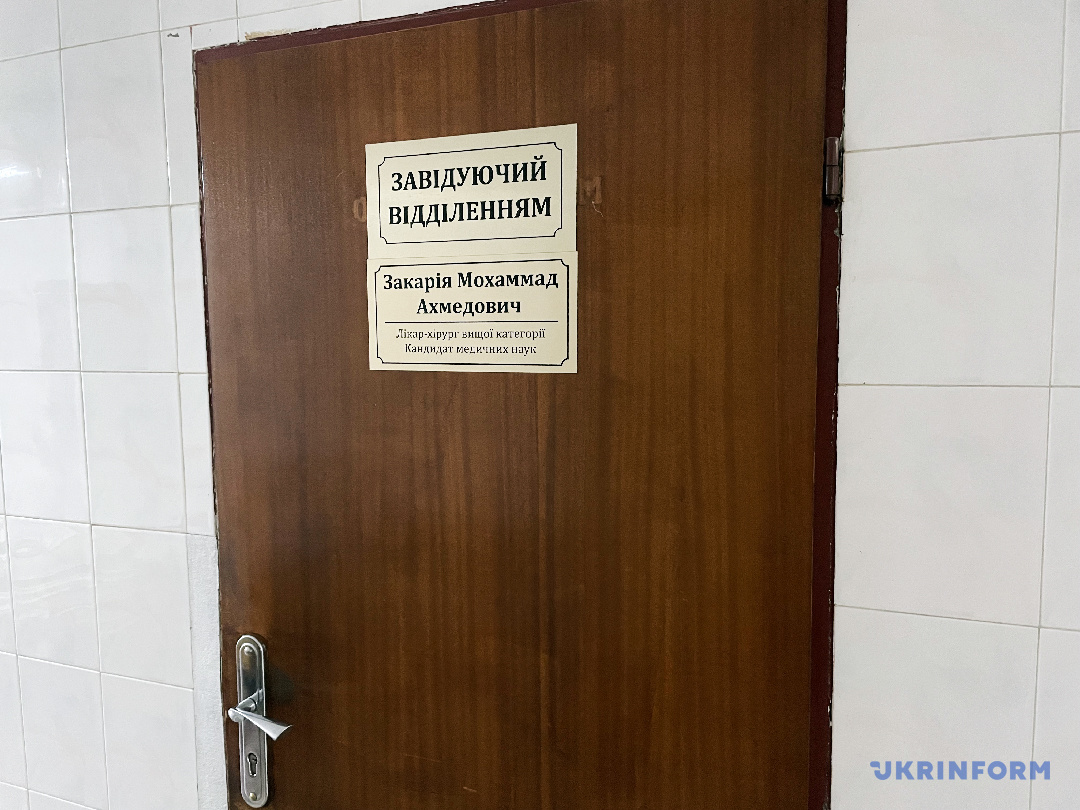 ЗАВІДУЮЧИЙ
ВІДДІЛЕННЯМ
Закарія Мохаммад
Ахмедович
Лікар-хірург вищої категорії
Кандидат медичних наук
UKRINFORM